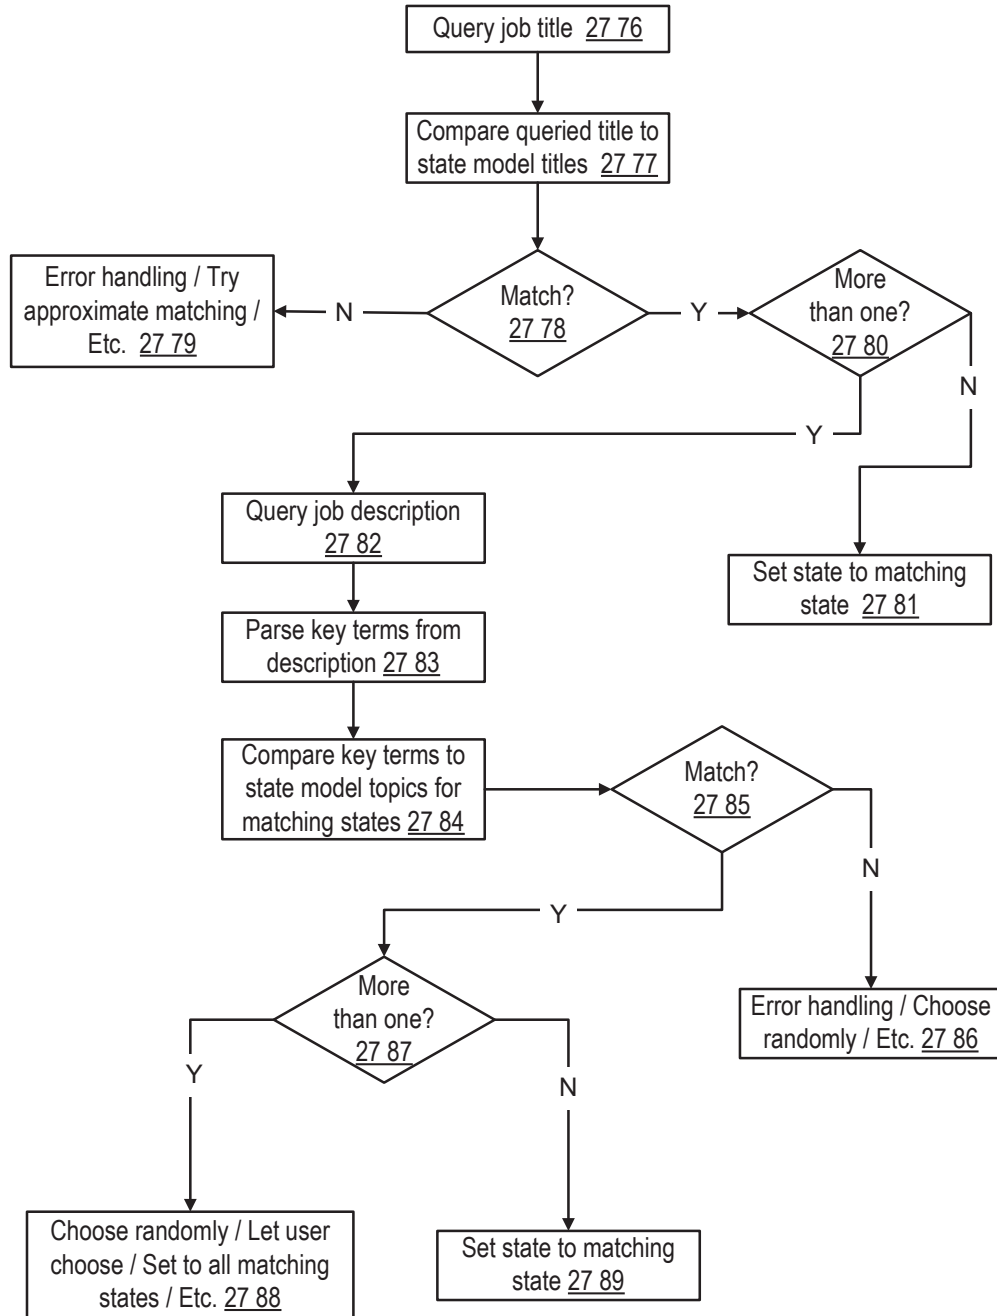 Query job title 27 76
Compare queried title to
state model titles 27 77
Match?
27 78
N
Y
Error handling / Try
approximate matching /
Etc. 27 79
More
than one?
27 80
N
Y
Set state to matching
state 27 81
Query job description
27 82
Parse key terms from
description 27 83
Compare key terms to
state model topics for
matching states 27 84
Match?
27 85
N
Y
Error handling / Choose
randomly / Etc. 27 86
More
than one?
27 87
Y
N
Choose randomly / Let user
choose / Set to all matching
states / Etc. 27 88
Set state to matching
state 27 89